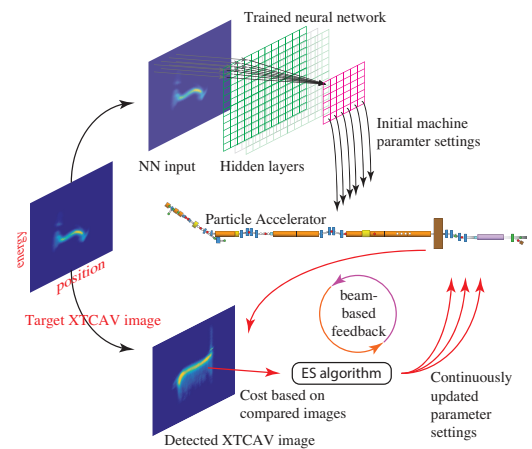 Trained neural network
NN input
Hidden layers
Initial machine
paramter settings
Particle Accelerator
energy
position
Target XTCAV image
beam-
based
feedback
ES algorithm
Cost based on
compared images
Continuously
updated
parameter
settings
Detected XTCAV image